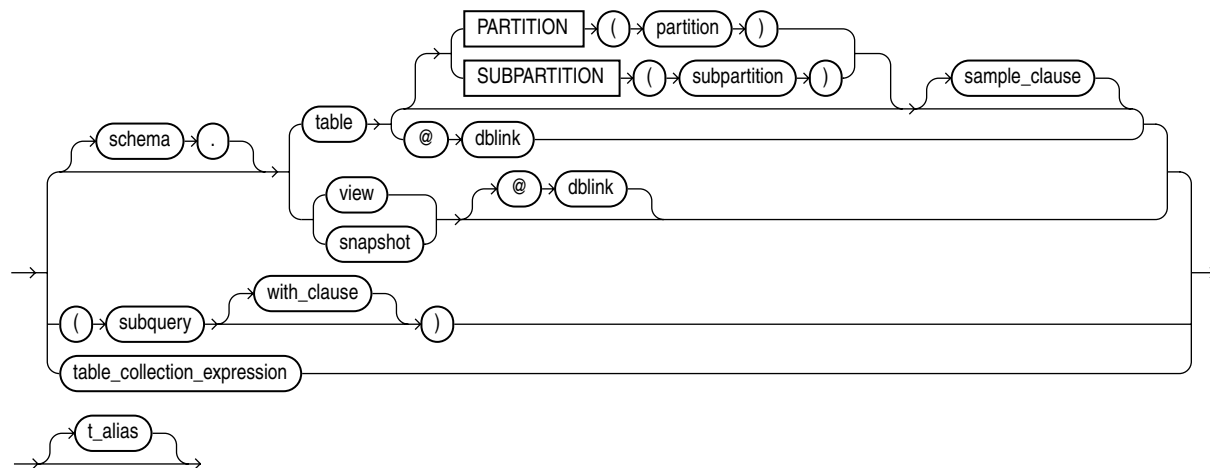 PARTITION ( partition )
SUBPARTITION ( subpartition ) sample_clause
table
schema . @ dblink
view @ dblink
snapshot
with_clause
( subquery )
table_collection_expression
t_alias